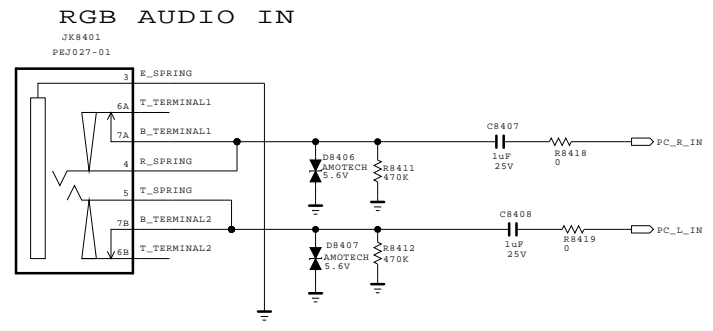 RGB AUDIO IN
JK8401
PEJ027-01
3 E_SPRING
6A T_TERMINAL1
7A B_TERMINAL1
4 R_SPRING
5 T_SPRING
7B B_TERMINAL2
6B T_TERMINAL2
D8406
AMOTECH
5.6V
R8411
470K
C8407
1uF
25V
R8418
0
PC_R_IN
D8407
AMOTECH
5.6V
R8412
470K
C8408
1uF
25V
R8419
0
PC_L_IN